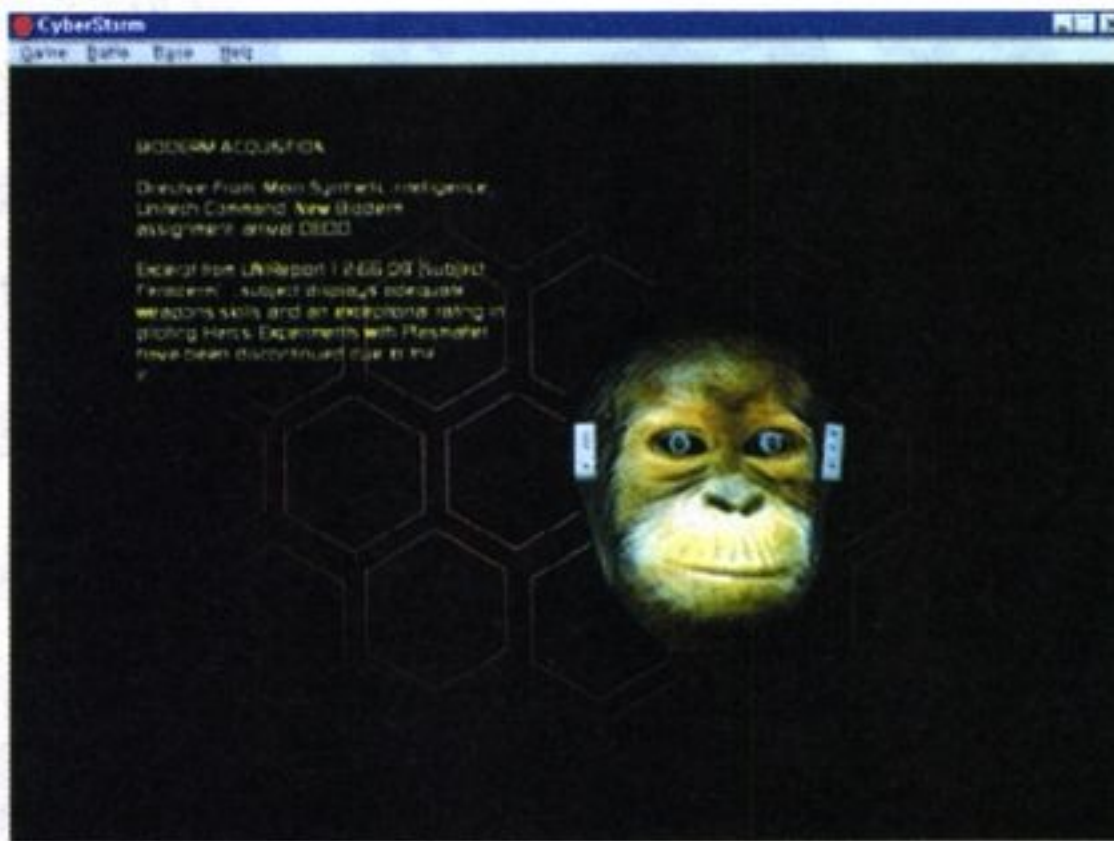 CyberStorm
Game Battle Base Help
BIODERM ACQUISITION
Directive From Main Synthetic Intelligence,
Unitech Command: New Bioderm
assignment arrival
Excerpt from Report
subject displays adequate
weapons skills and an exceptional rating in
piloting Hercs. Experiments with
have been discontinued due to the